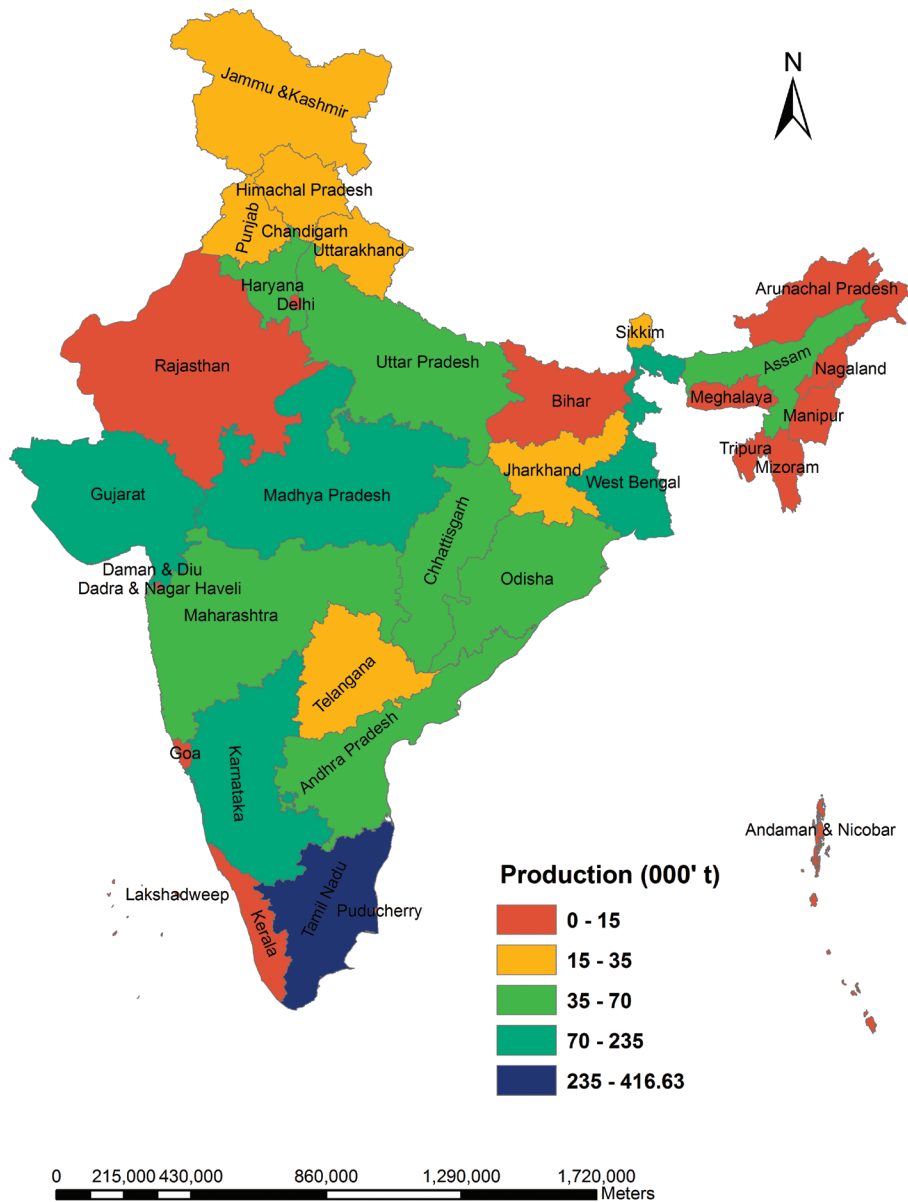 N
Jammu &Kashmir
Himachal Pradesh
Punjab
Chandigarh
Uttarakhand
Haryana
Delhi
Arunachal Pradesh
Sikkim
Rajasthan
Uttar Pradesh
Assam
Nagaland
Bihar
Meghalaya
Manipur
Tripura
Mizoram
Jharkhand
West Bengal
Gujarat
Madhya Pradesh
Chhattisgarh
Odisha
Daman & Diu
Dadra & Nagar Haveli
Maharashtra
Telangana
Goa
Karnataka
Andhra Pradesh
Andaman & Nicobar
Lakshadweep
Kerala
Tamil Nadu
Puducherry
Production (000' t)
0 - 15
15 - 35
35 - 70
70 - 235
235 - 416.63
0 215,000 430,000 860,000 1,290,000 1,720,000
Meters